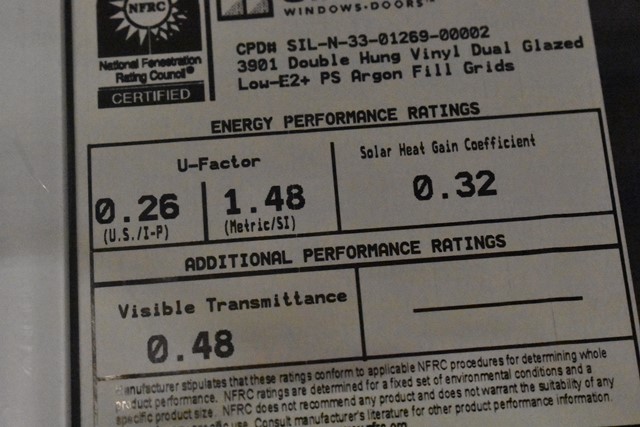 NFRC
WINDOWS·DOORS™
National Fenestration
Rating Council®
CERTIFIED
CPD# SIL-N-33-01269-00002
3901 Double Hung Vinyl Dual Glazed
Low-E2+ PS Argon Fill Grids
ENERGY PERFORMANCE RATINGS
U-Factor
Solar Heat Gain Coefficient
0.26
(U.S./I-P)
1.48
(Metric/SI)
0.32
ADDITIONAL PERFORMANCE RATINGS
Visible Transmittance
0.48
stipulates that these ratings conform to applicable NFRC procedures for determining whole
product performance. NFRC ratings are determined for a fixed set of environmental conditions and a
specific product size. NFRC does not recommend any product and does not warrant the suitability of any
use. Consult manufacturer's literature for other product performance information.